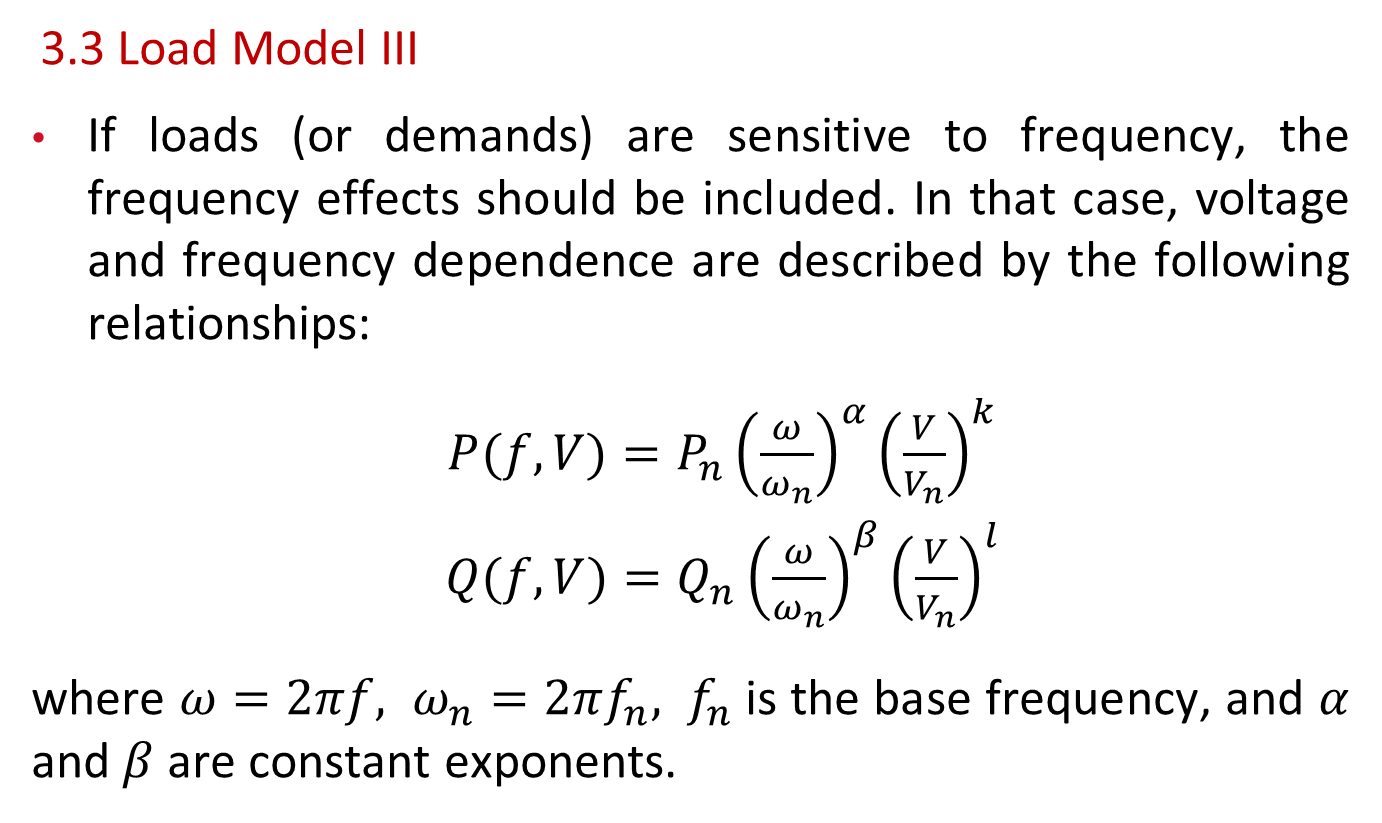 3.3 Load Model III
• If loads (or demands) are sensitive to frequency, the
frequency effects should be included. In that case, voltage
and frequency dependence are described by the following
relationships:
P(f, V) = Pₙ (ω/ωₙ)^α (V/Vₙ)^k
Q(f, V) = Qₙ (ω/ωₙ)^β (V/Vₙ)^l
where ω = 2πf, ωₙ = 2πfₙ, fₙ is the base frequency, and α
and β are constant exponents.